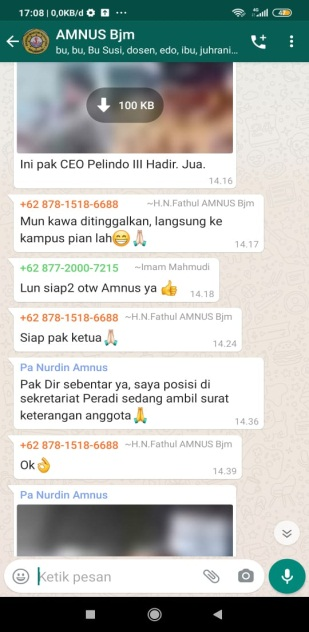 17:08 | 0,0KB/d
4G
42
AMNUS Bjm
bu, bu, Bu Susi, dosen, edo, ibu, juhrani...
100 KB
Ini pak CEO Pelindo III Hadir. Jua.
14.16
+62 878-1518-6688 ~H.N.Fathul AMNUS Bjm
Mun kawa ditinggalkan, langsung ke
kampus pian lah😁🙏🏻
14.17
+62 877-2000-7215 ~Imam Mahmudi
Lun siap2 otw Amnus ya 👍
14.18
+62 878-1518-6688 ~H.N.Fathul AMNUS Bjm
Siap pak ketua🙏🏻
14.24
Pa Nurdin Amnus
Pak Dir sebentar ya, saya posisi di
sekretariat Peradi sedang ambil surat
keterangan anggota🙏
14.36
+62 878-1518-6688 ~H.N.Fathul AMNUS Bjm
Ok👌
14.39
Pa Nurdin Amnus
Ketik pesan